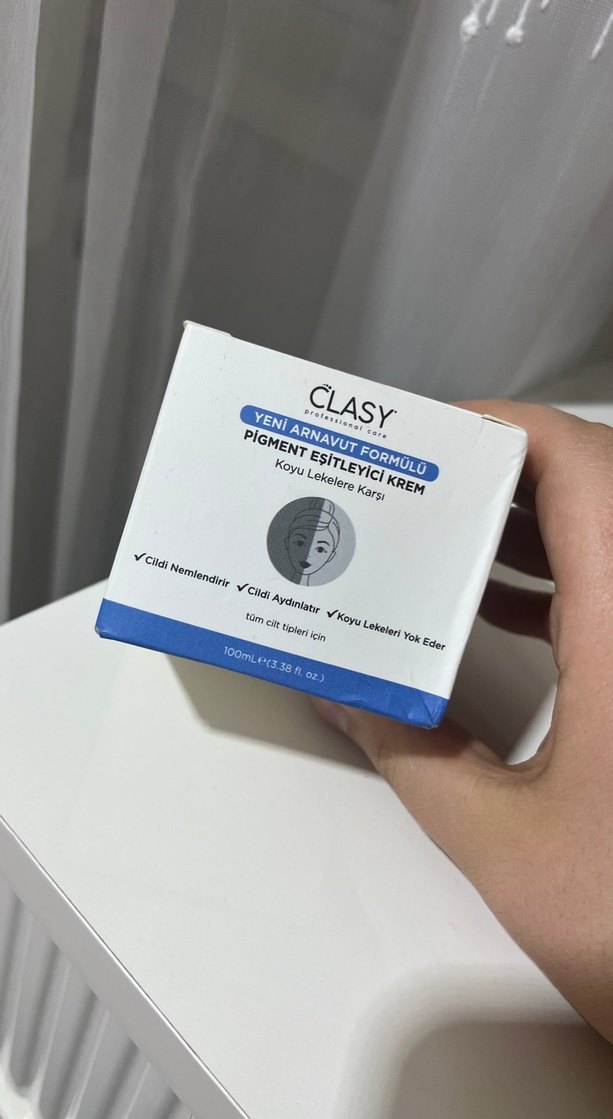 CLASY
professional care
YENİ ARNAVUT FORMÜLÜ
PİGMENT EŞİTLEYİCİ KREM
Koyu Lekelere Karşı
✓Cildi Nemlendirir ✓Cildi Aydınlatır ✓Koyu Lekeleri Yok Eder
tüm cilt tipleri için
100mL ℮ (3.38 fl. oz.)